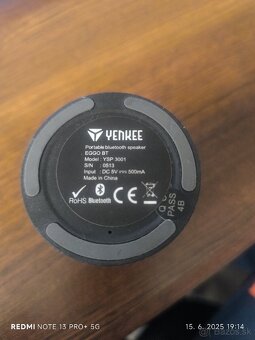 YENKEE
Portable bluetooth speaker
EGGO BT
Model : YSP 3001
S/N : 0513
Input : DC 5V ⎓ 500mA
Made in China
RoHS Bluetooth CE
Q C
PASS
4B
REDMI NOTE 13 PRO+ 5G
15. 6. 2025 19:14